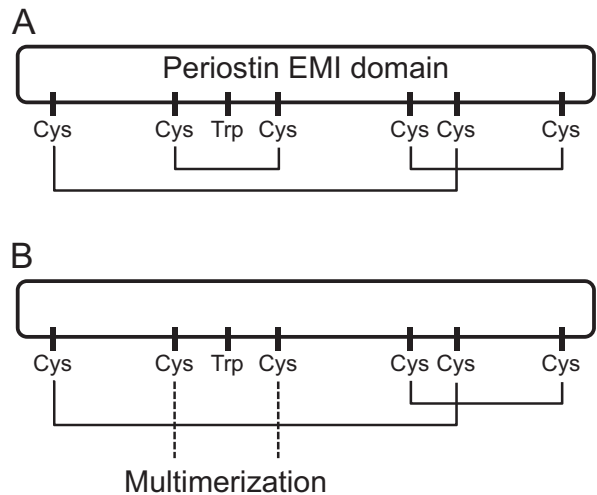 A
Periostin EMI domain
Cys Cys Trp Cys Cys Cys Cys
B
Cys Cys Trp Cys Cys Cys Cys
Multimerization